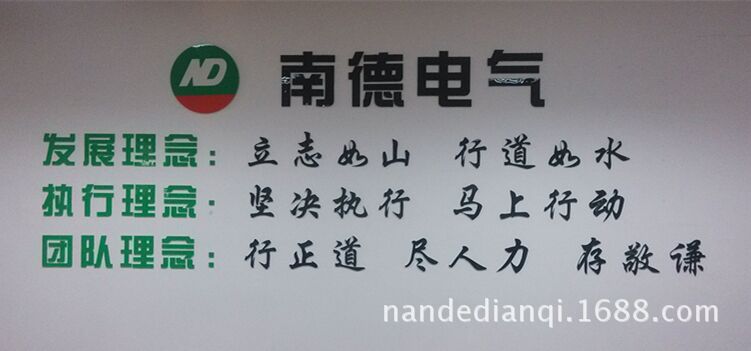 ND 南德电气
发展理念：立志如山 行道如水
执行理念：坚决执行 马上行动
团队理念：行正道 尽人力 存敬谦
nandedianqi.1688.com